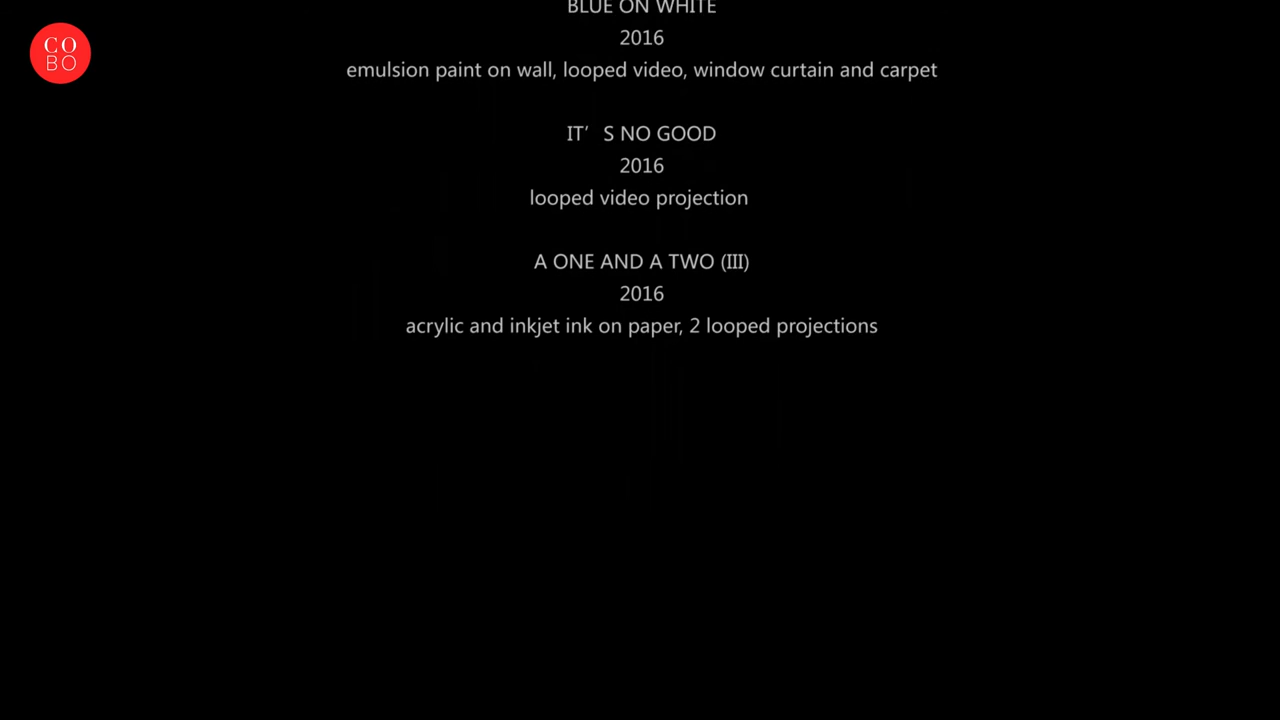 CO
BO
BLUE ON WHITE
2016
emulsion paint on wall, looped video, window curtain and carpet
IT’ S NO GOOD
2016
looped video projection
A ONE AND A TWO (III)
2016
acrylic and inkjet ink on paper, 2 looped projections